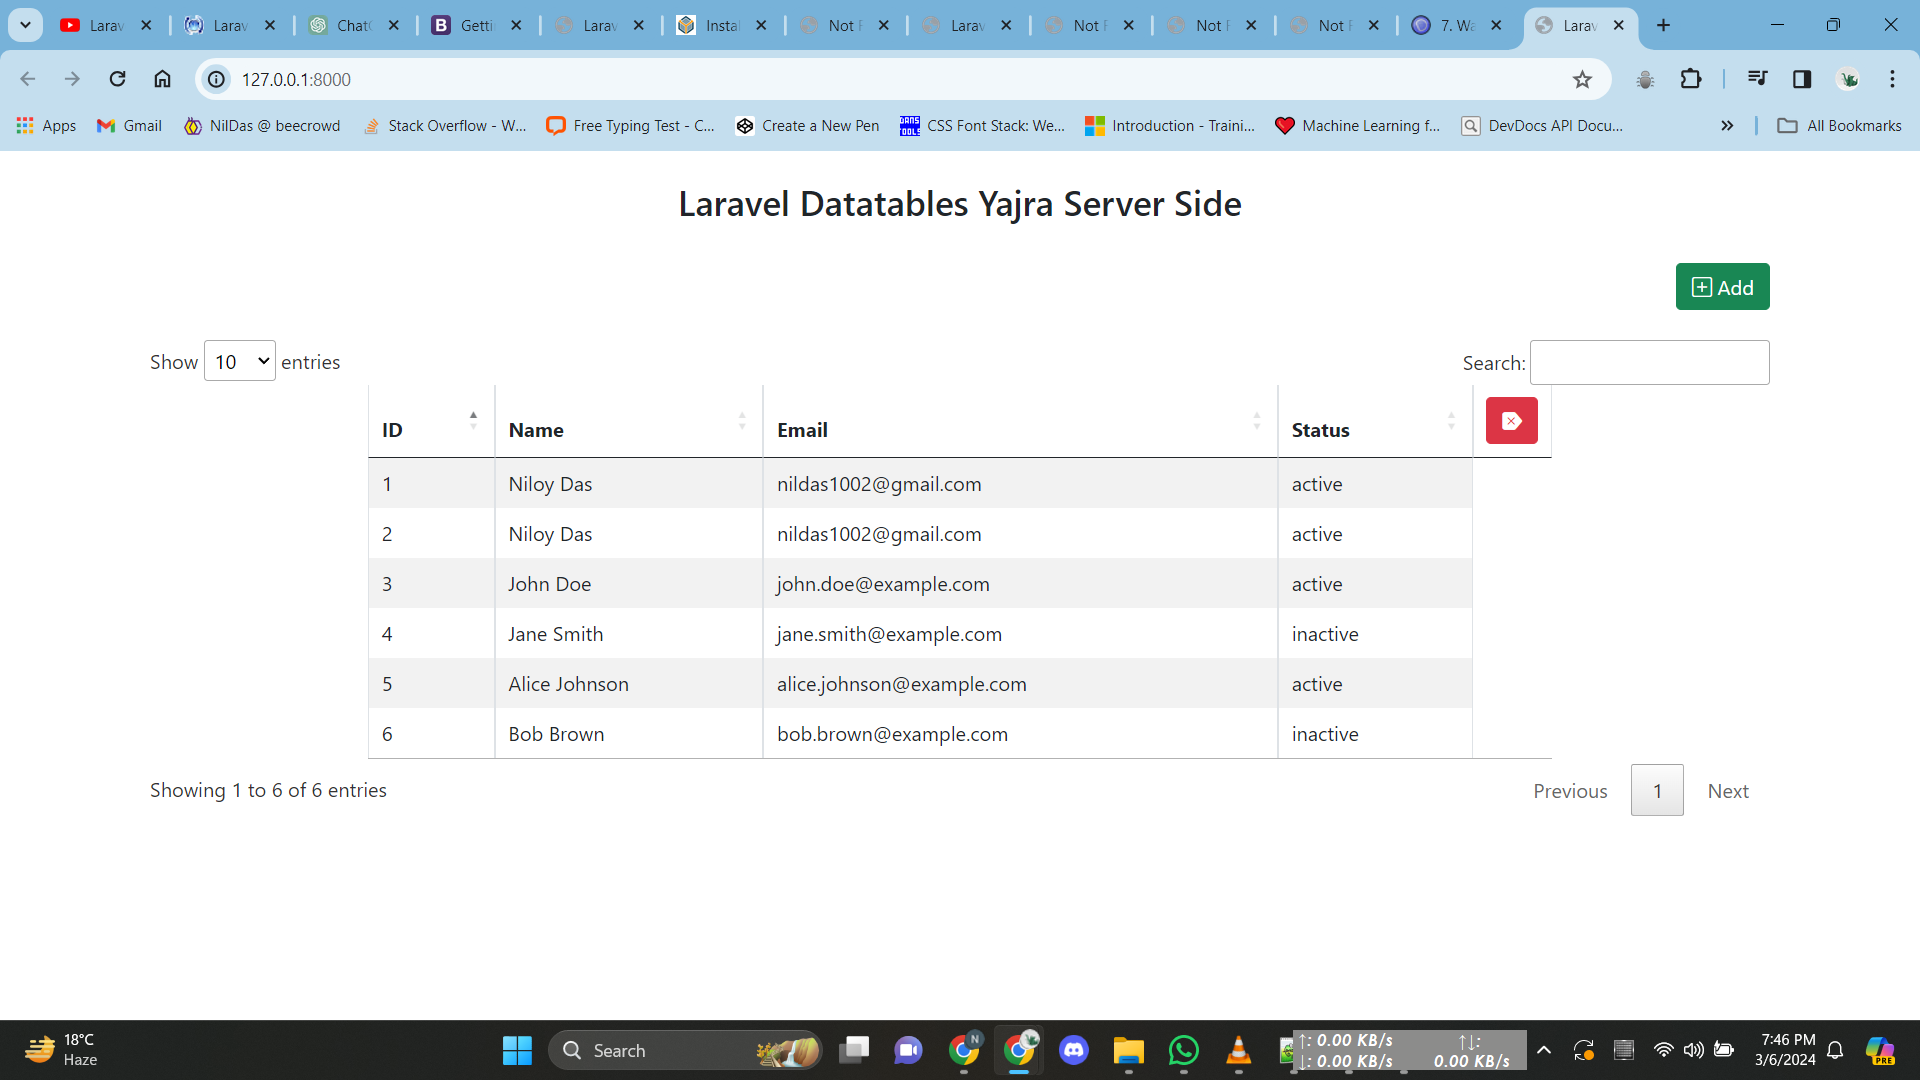 Larav
Larav
Chat
Getti
Larav
Instal
Not F
Larav
Not F
Not F
Not F
7. Wa
Larav
127.0.0.1:8000
Apps
Gmail
NilDas @ beecrowd
Stack Overflow - W...
Free Typing Test - C...
Create a New Pen
CSS Font Stack: We...
Introduction - Traini...
Machine Learning f...
DevDocs API Docu...
All Bookmarks
Laravel Datatables Yajra Server Side
Add
Show 10 entries
Search:
ID Name Email Status
1 Niloy Das nildas1002@gmail.com active
2 Niloy Das nildas1002@gmail.com active
3 John Doe john.doe@example.com active
4 Jane Smith jane.smith@example.com inactive
5 Alice Johnson alice.johnson@example.com active
6 Bob Brown bob.brown@example.com inactive
Showing 1 to 6 of 6 entries
Previous 1 Next
18°C
Haze
Search
N
↑: 0.00 KB/s ↑↓:
↓: 0.00 KB/s 0.00 KB/s
7:46 PM
3/6/2024
PRE